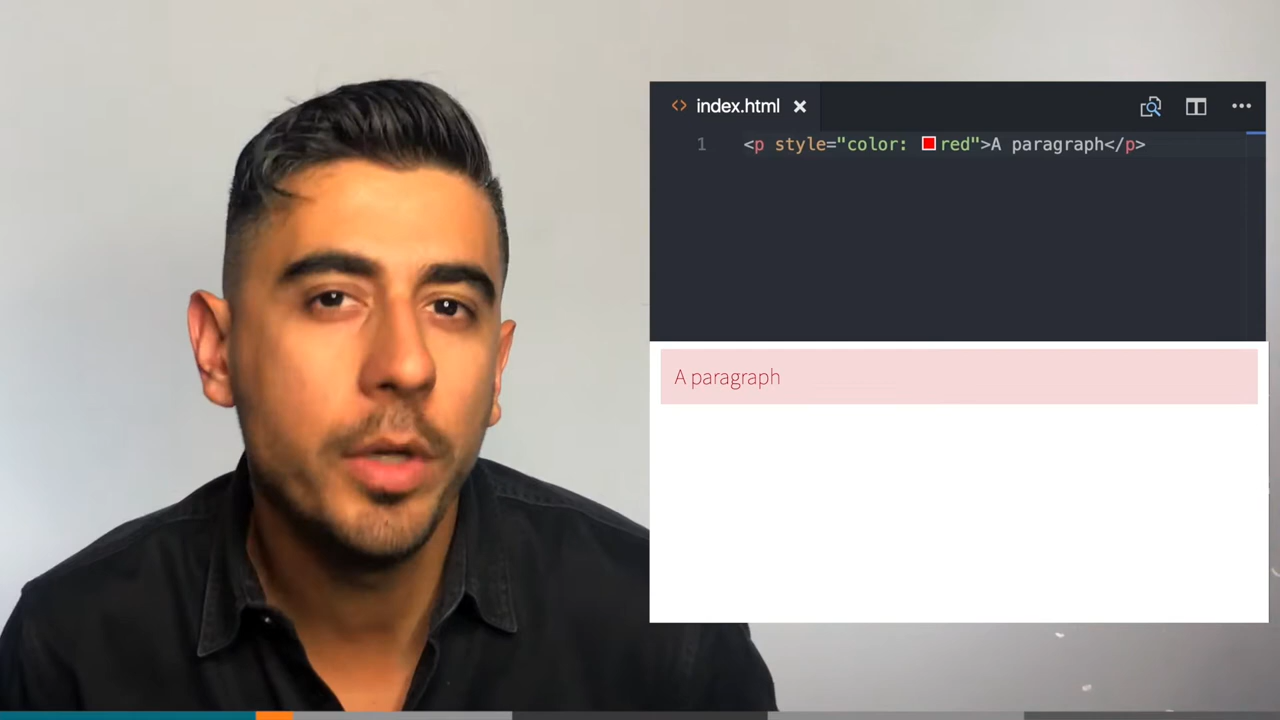 index.html
1 <p style="color: red">A paragraph</p>
A paragraph